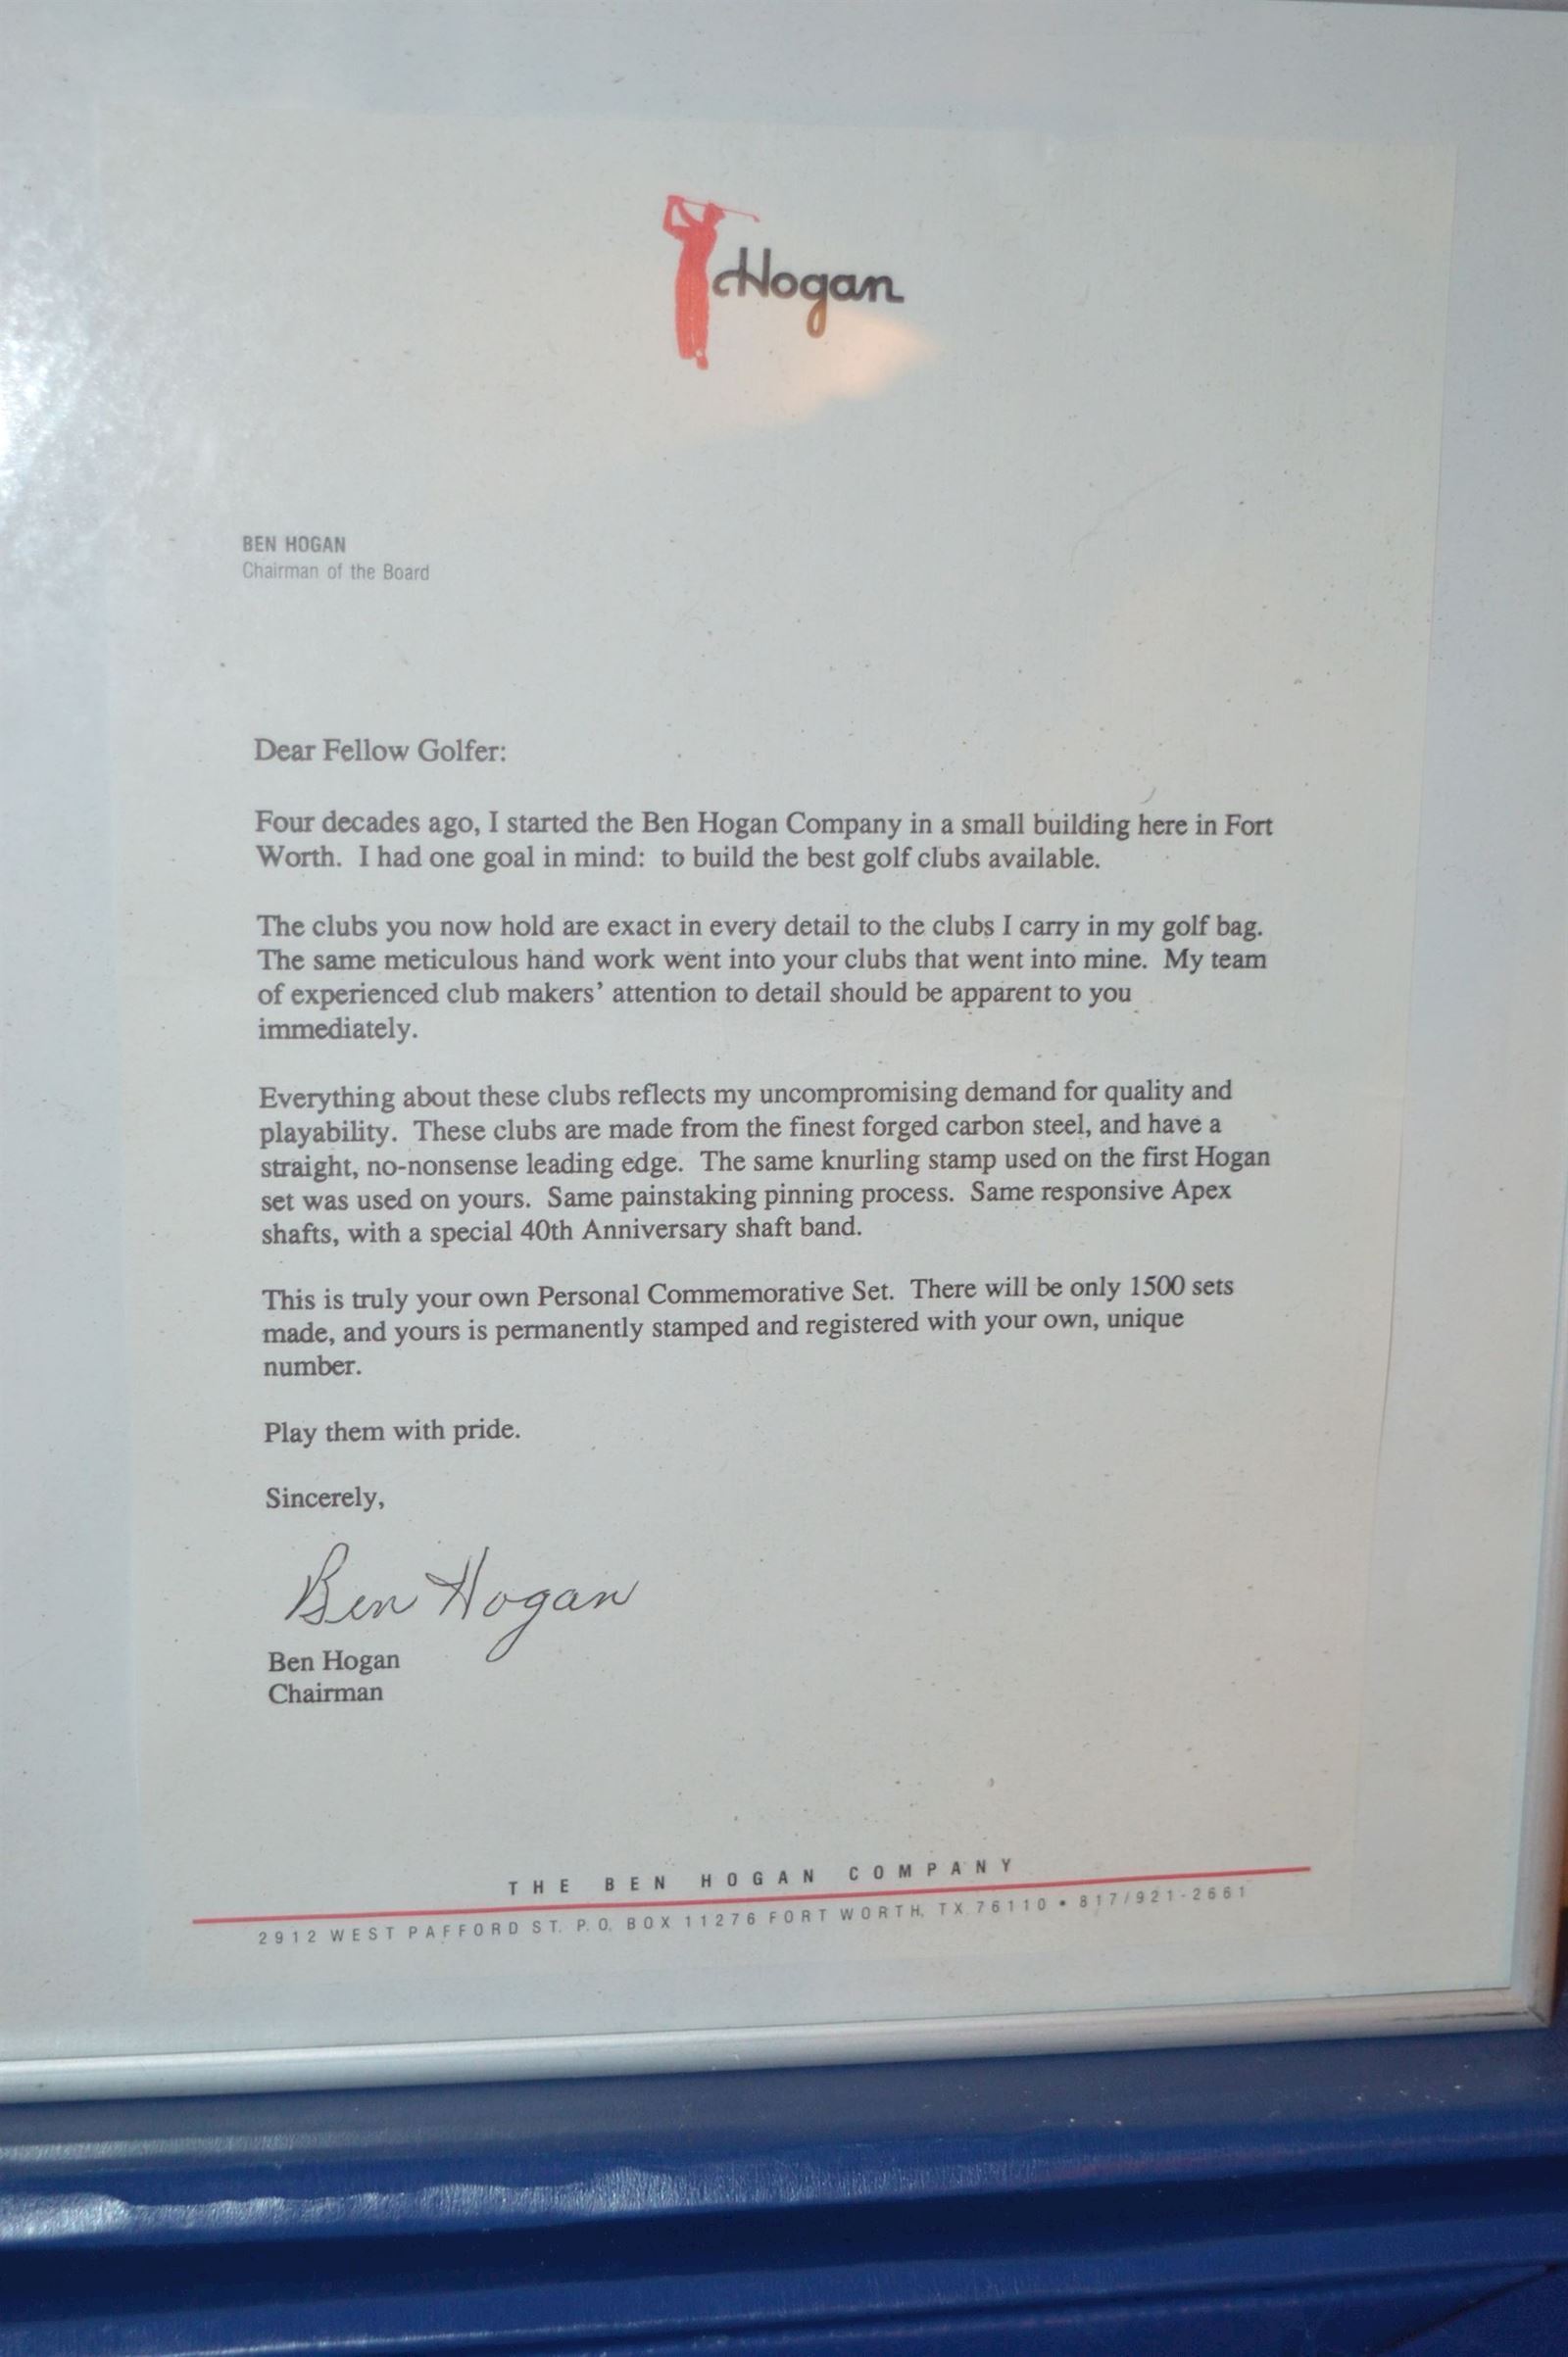 Hogan
BEN HOGAN
Chairman of the Board
Dear Fellow Golfer:
Four decades ago, I started the Ben Hogan Company in a small building here in Fort
Worth. I had one goal in mind: to build the best golf clubs available.
The clubs you now hold are exact in every detail to the clubs I carry in my golf bag.
The same meticulous hand work went into your clubs that went into mine. My team
of experienced club makers’ attention to detail should be apparent to you
immediately.
Everything about these clubs reflects my uncompromising demand for quality and
playability. These clubs are made from the finest forged carbon steel, and have a
straight, no-nonsense leading edge. The same knurling stamp used on the first Hogan
set was used on yours. Same painstaking pinning process. Same responsive Apex
shafts, with a special 40th Anniversary shaft band.
This is truly your own Personal Commemorative Set. There will be only 1500 sets
made, and yours is permanently stamped and registered with your own, unique
number.
Play them with pride.
Sincerely,
Ben Hogan
Ben Hogan
Chairman
THE BEN HOGAN COMPANY
2912 WEST PAFFORD ST. P.O. BOX 11276 FORT WORTH, TX 76110 • 817/921-2661